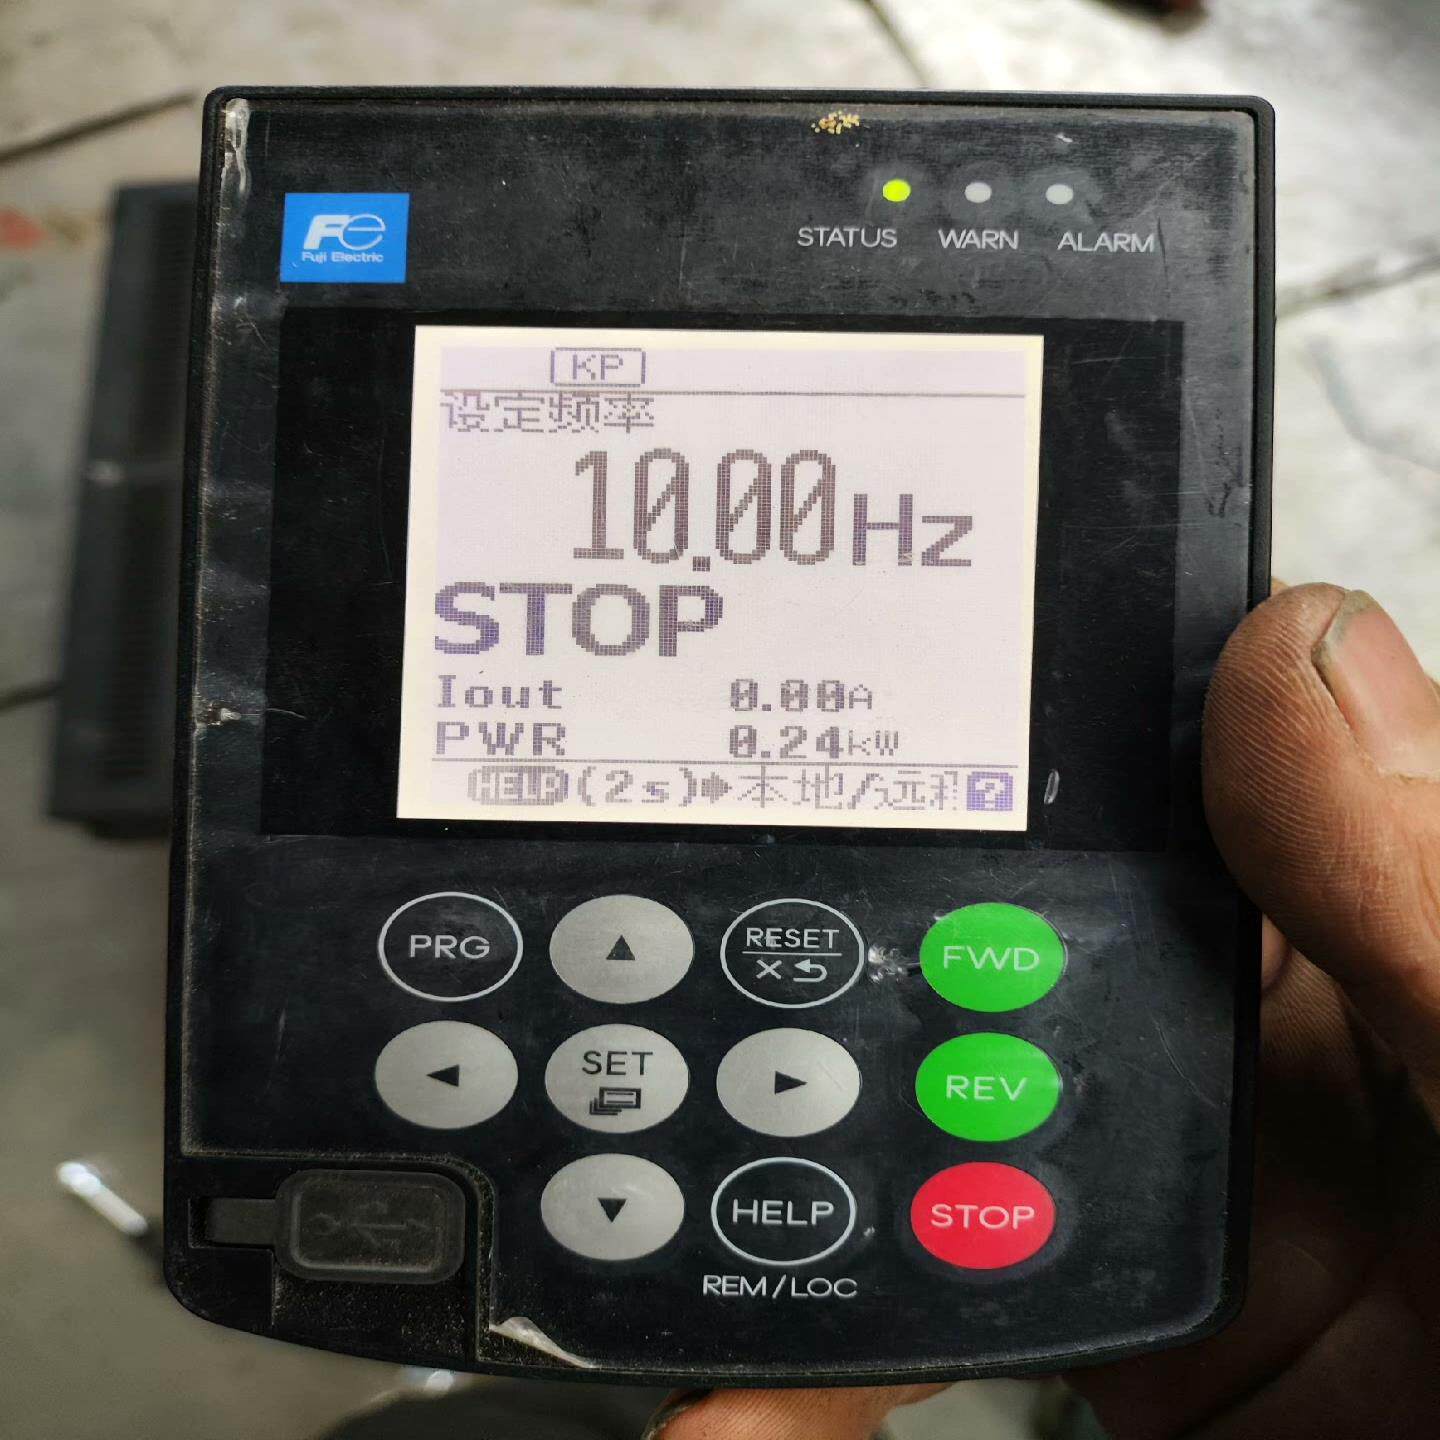 Fe
Fuji Electric
STATUS WARN ALARM
KP
设定频率
10.00Hz
STOP
Iout 0.00A
PWR 0.24kW
HELP(2s)➧本地/远程?
PRG
RESET
FWD
SET
REV
HELP
STOP
REM/LOC